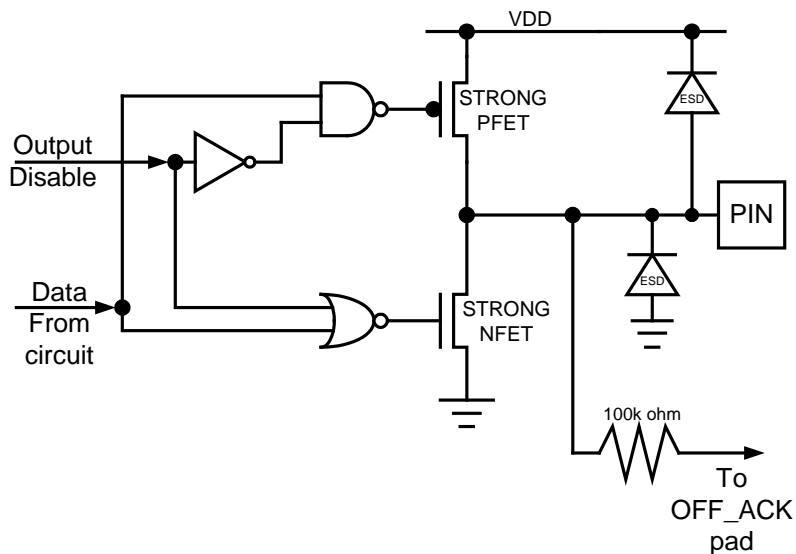 VDD
STRONG
PFET
ESD
Output
Disable
PIN
ESD
Data
From
circuit
STRONG
NFET
100k ohm
To
OFF_ACK
pad